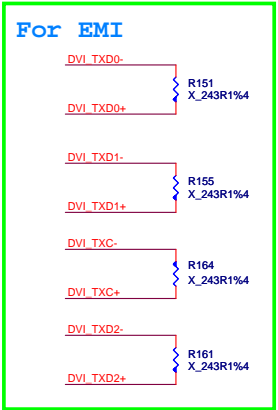 For EMI
DVI_TXD0-
R151
X_243R1%4
DVI_TXD0+
DVI_TXD1-
R155
X_243R1%4
DVI_TXD1+
DVI_TXC-
R164
X_243R1%4
DVI_TXC+
DVI_TXD2-
R161
X_243R1%4
DVI_TXD2+